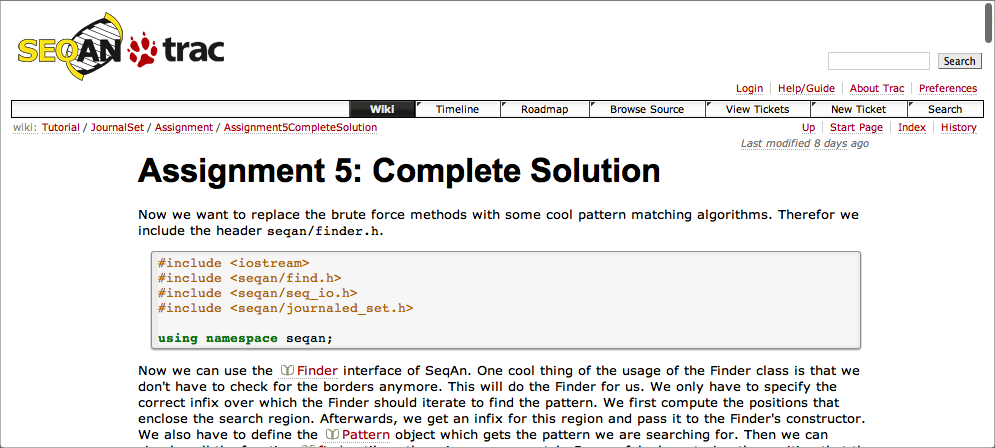 SEQAN trac
Search
Login Help/Guide About Trac Preferences
Wiki Timeline Roadmap Browse Source View Tickets New Ticket Search
wiki: Tutorial / JournalSet / Assignment / Assignment5CompleteSolution Up Start Page Index History
Last modified 8 days ago
Assignment 5: Complete Solution
Now we want to replace the brute force methods with some cool pattern matching algorithms. Therefor we
include the header seqan/finder.h.
#include <iostream>
#include <seqan/find.h>
#include <seqan/seq_io.h>
#include <seqan/journaled_set.h>
using namespace seqan;
Now we can use the Finder interface of SeqAn. One cool thing of the usage of the Finder class is that we
don't have to check for the borders anymore. This will do the Finder for us. We only have to specify the
correct infix over which the Finder should iterate to find the pattern. We first compute the positions that
enclose the search region. Afterwards, we get an infix for this region and pass it to the Finder's constructor.
We also have to define the Pattern object which gets the pattern we are searching for. Then we can